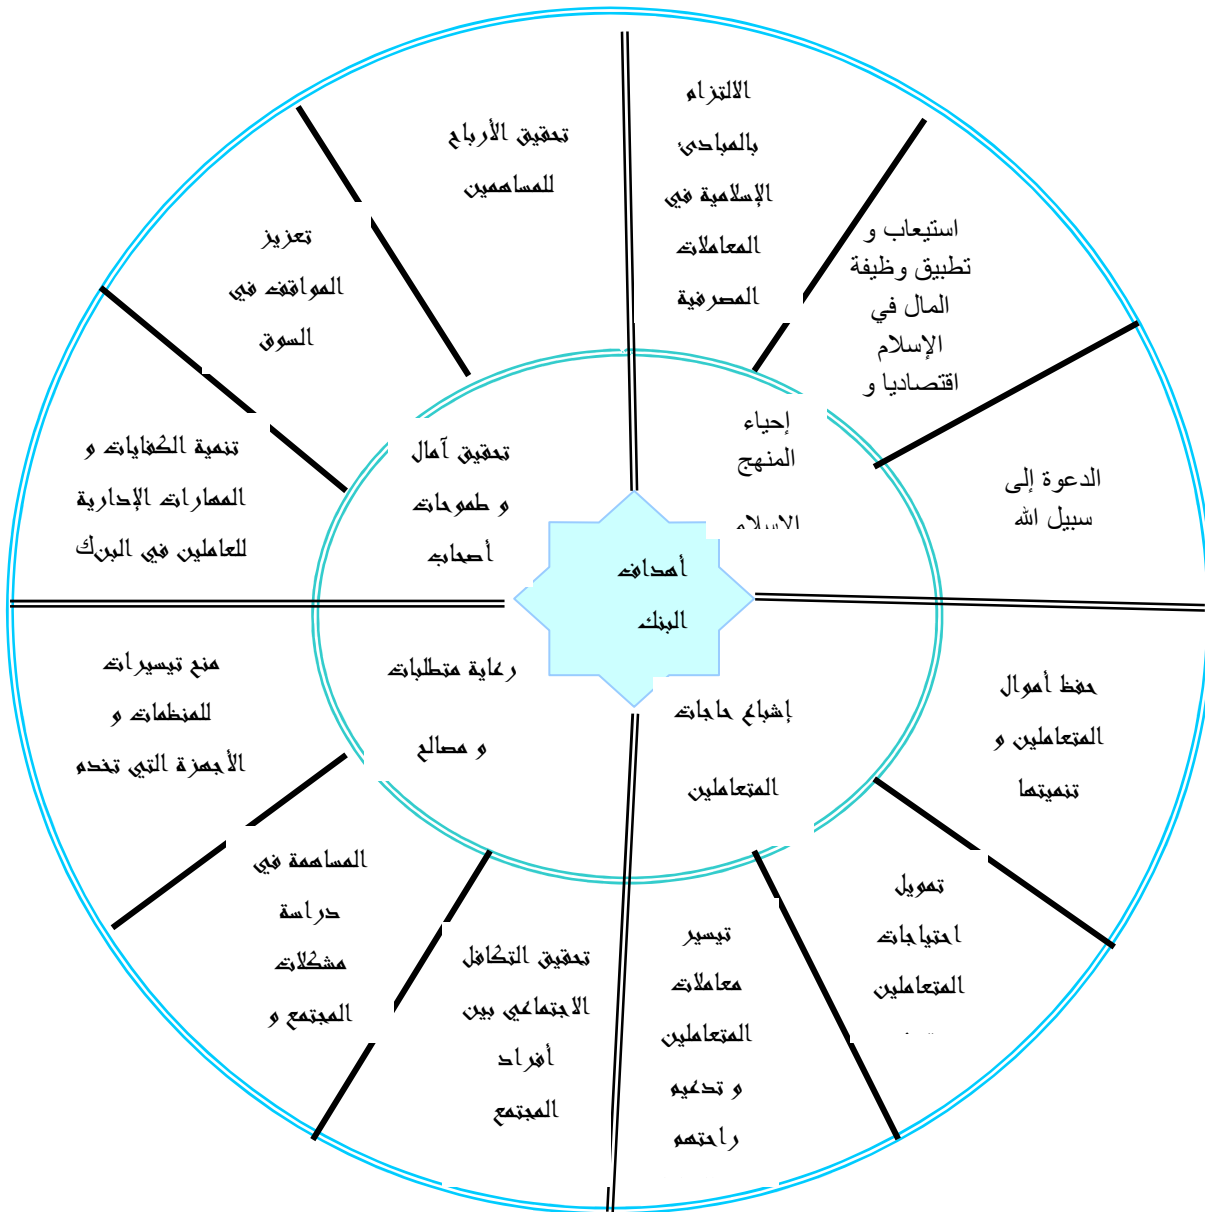 الالتزام
بالمبادئ
الإسلامية في
المعاملات
المصرفية
استيعاب و
تطبيق وظيفة
المال في
الإسلام
اقتصاديا و
الدعوة إلى
سبيل الله
إحياء
المنهج
الإسلام
تحقيق الأرباح
للمساهمين
تعزيز
المواقف في
السوق
تنمية الكفايات و
المهارات الإدارية
للعاملين في البنك
تحقيق آمال
و طموحات
أصحاب
أهداف
البنك
رعاية متطلبات
و مصالح
منح تيسيرات
للمنظمات و
الأجهزة التي تخدم
المساهمة في
دراسة
مشكلات
المجتمع و
تحقيق التكافل
الاجتماعي بين
أفراد
المجتمع
إشباع حاجات
المتعاملين
حفظ أموال
المتعاملين و
تنميتها
تمويل
احتياجات
المتعاملين
تيسير
معاملات
المتعاملين
و تدعيم
راحتهم